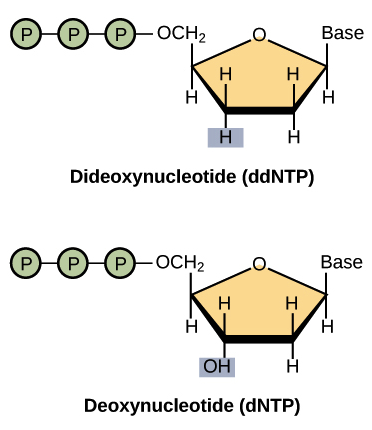 P P P OCH₂ O Base
H H
H H
H H
Dideoxynucleotide (ddNTP)
P P P OCH₂ O Base
H H
H H
OH H
Deoxynucleotide (dNTP)